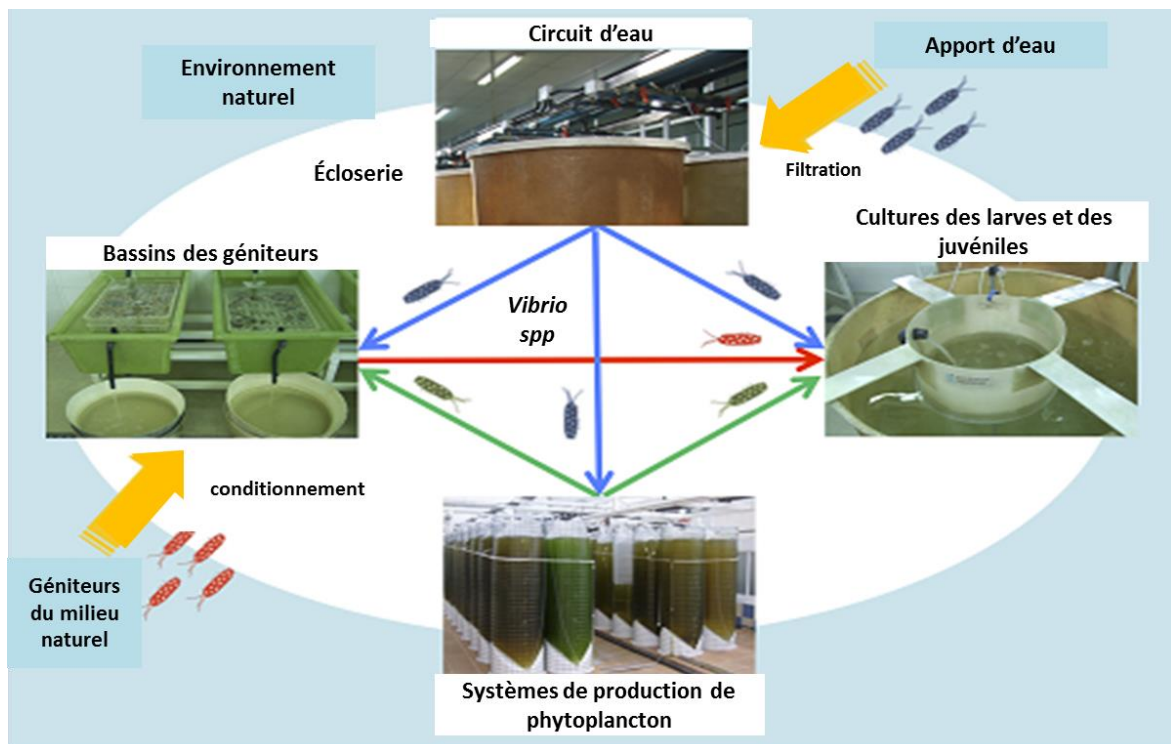 Circuit d'eau
Apport d'eau
Environnement
naturel
Écloserie
Filtration
Cultures des larves et des
juvéniles
Bassins des géniteurs
Vibrio
spp
conditionnement
Géniteurs
du milieu
naturel
Systèmes de production de
phytoplancton